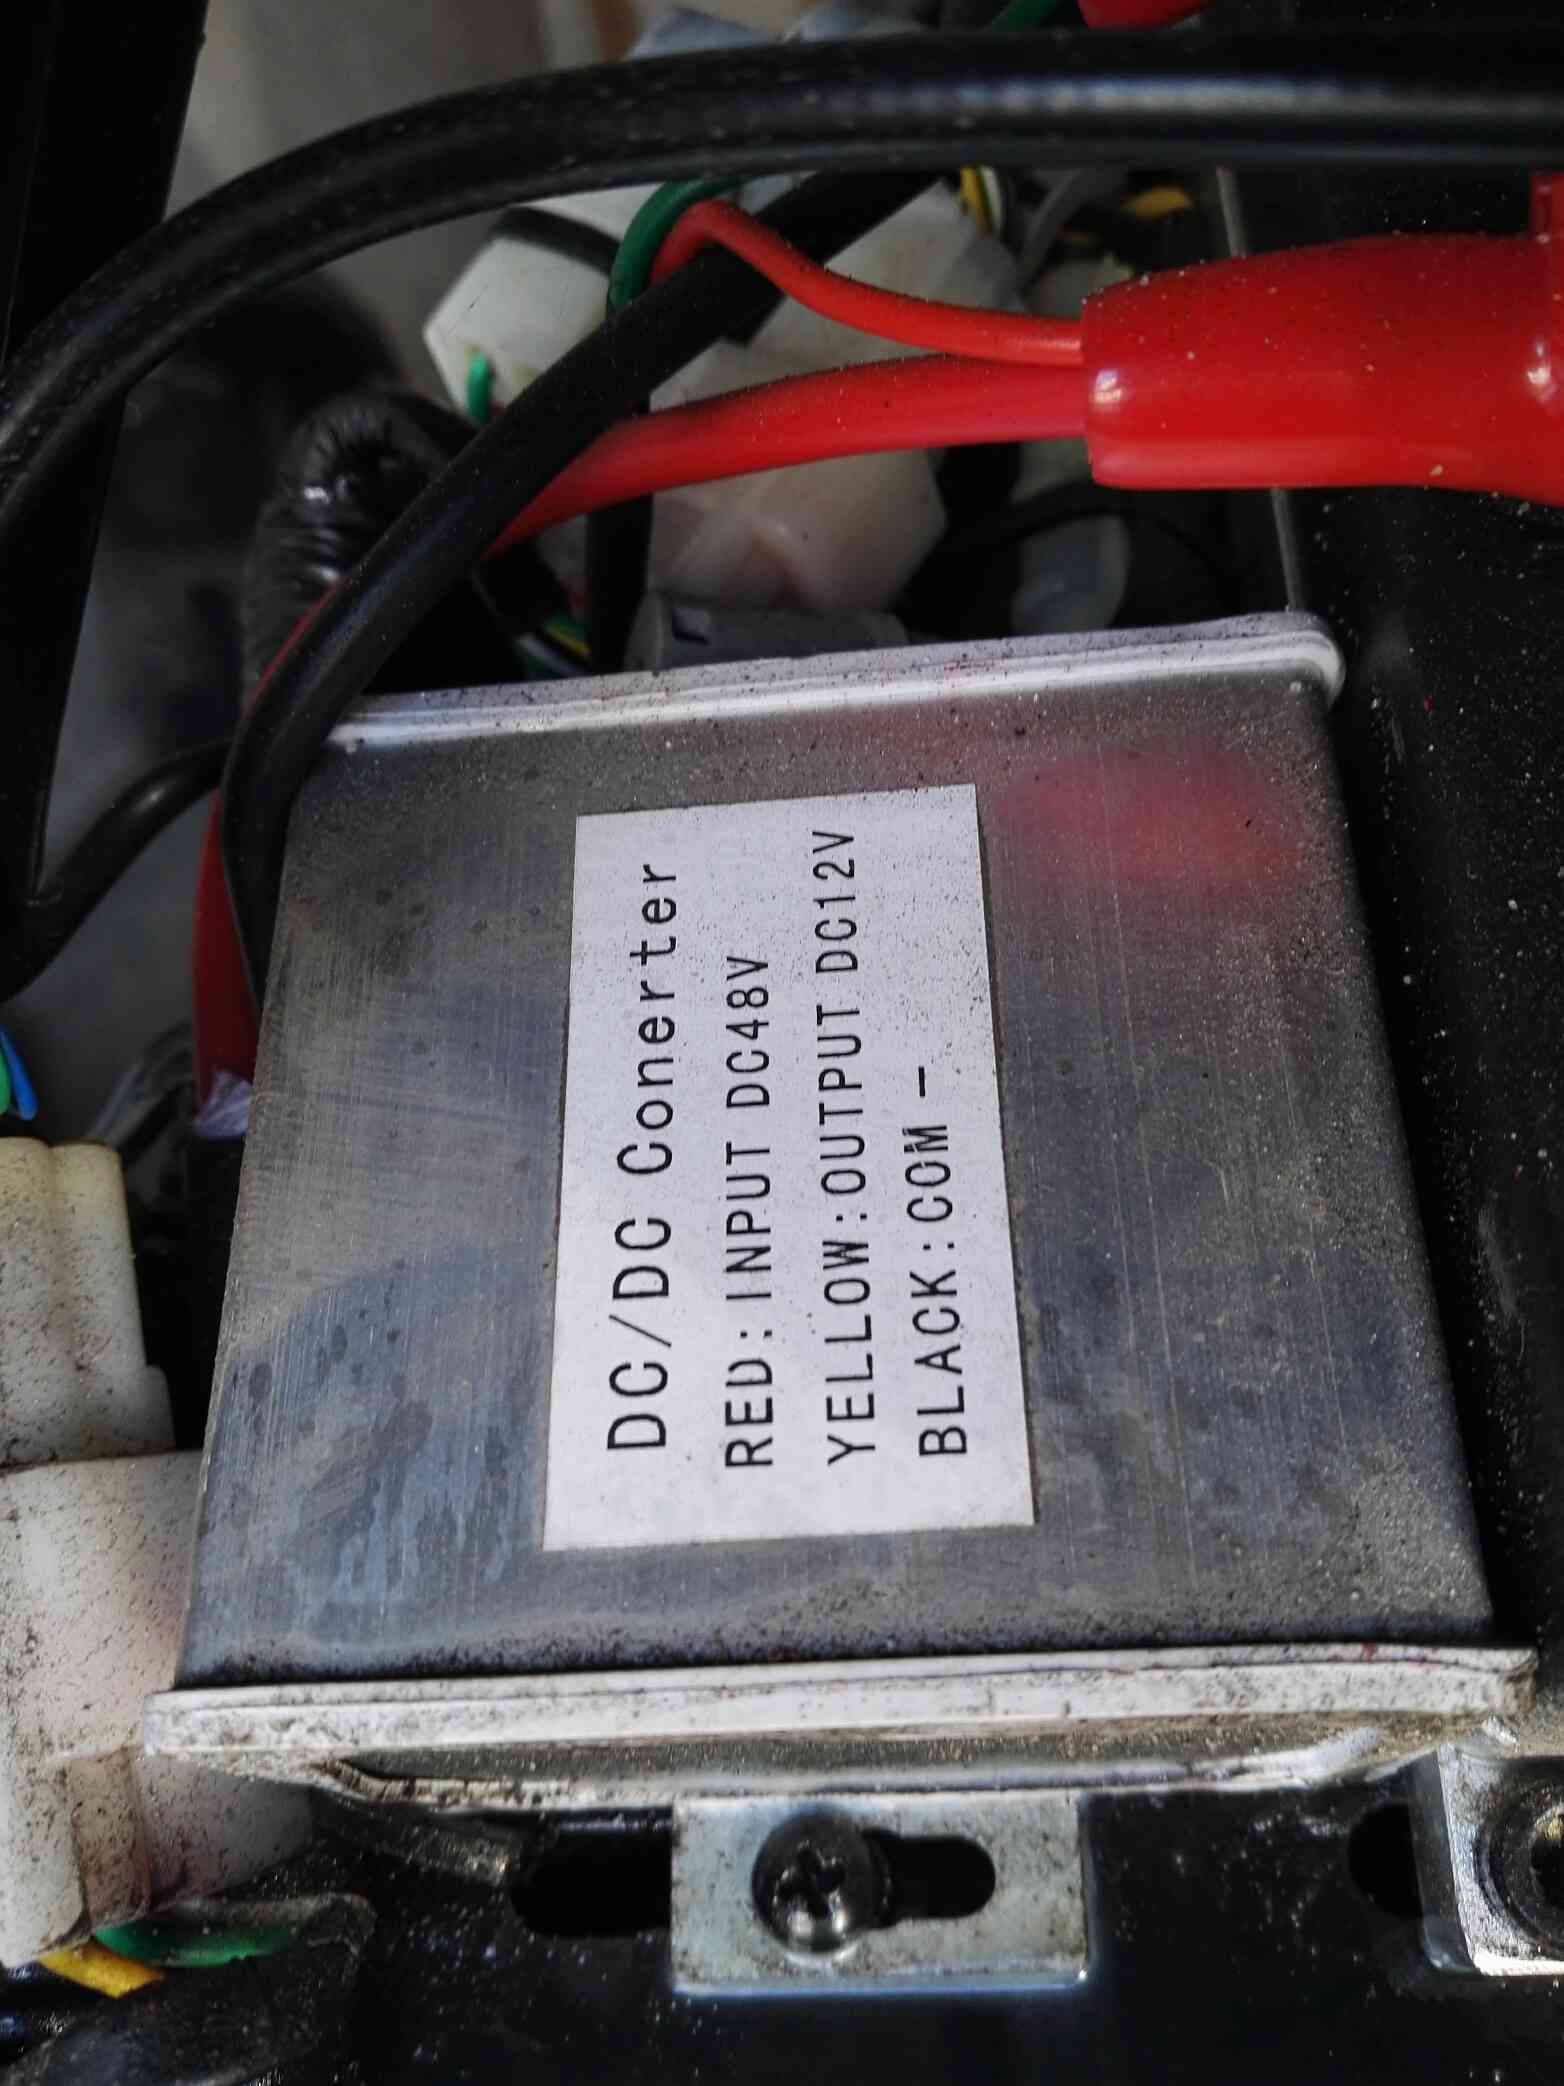 DC/DC Conerter
RED:INPUT DC48V
YELLOW:OUTPUT DC12V
BLACK:COM -